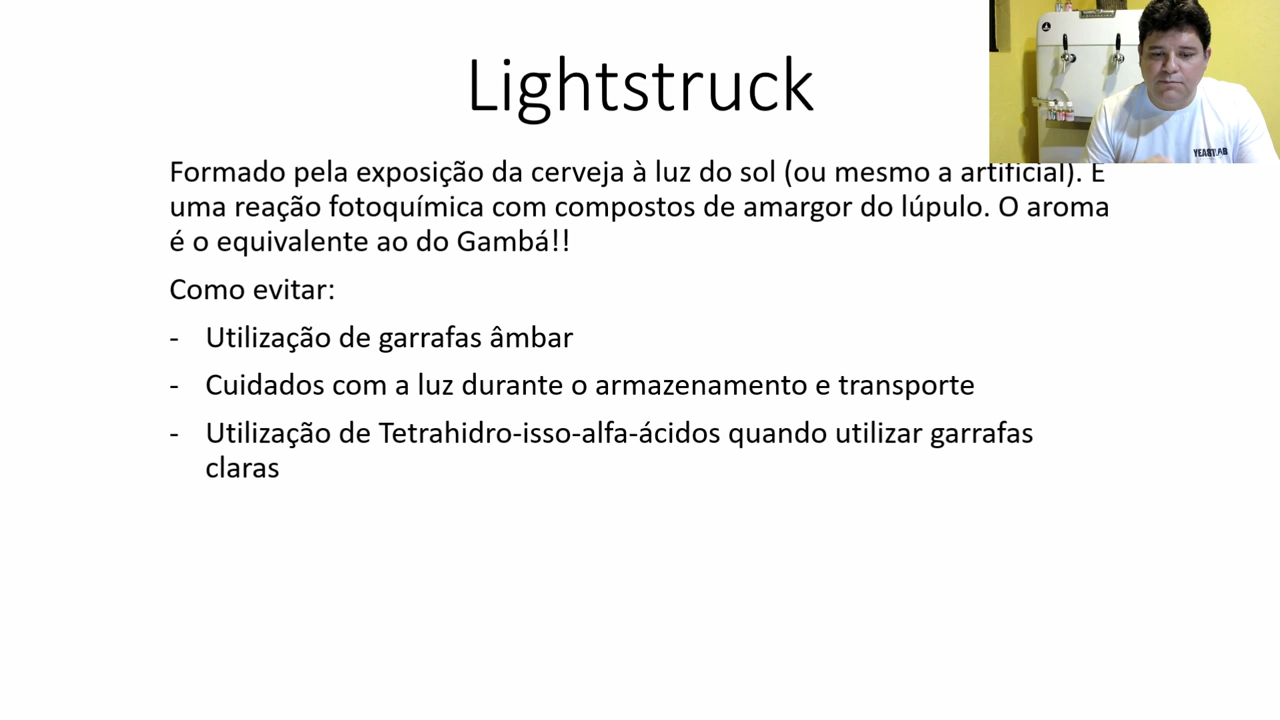 Lightstruck
Formado pela exposição da cerveja à luz do sol (ou mesmo a artificial). É
uma reação fotoquímica com compostos de amargor do lúpulo. O aroma
é o equivalente ao do Gambá!!
Como evitar:
- Utilização de garrafas âmbar
- Cuidados com a luz durante o armazenamento e transporte
- Utilização de Tetrahidro-isso-alfa-ácidos quando utilizar garrafas
claras
YEASTLAB